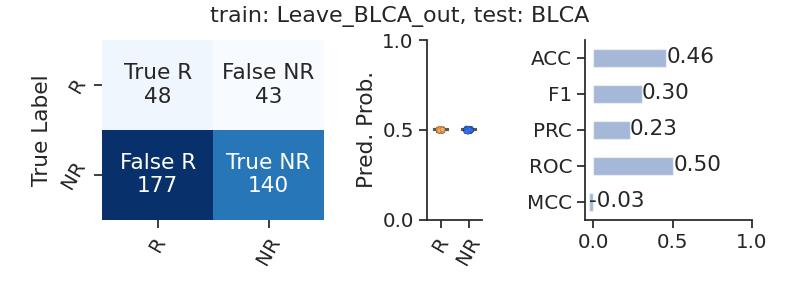 train: Leave_BLCA_out, test: BLCA
True Label
R
NR
True R
48
False NR
43
False R
177
True NR
140
R
NR
Pred. Prob.
1.0
0.5
0.0
R
NR
ACC
0.46
F1
0.30
PRC
0.23
ROC
0.50
MCC
-0.03
0.0
0.5
1.0